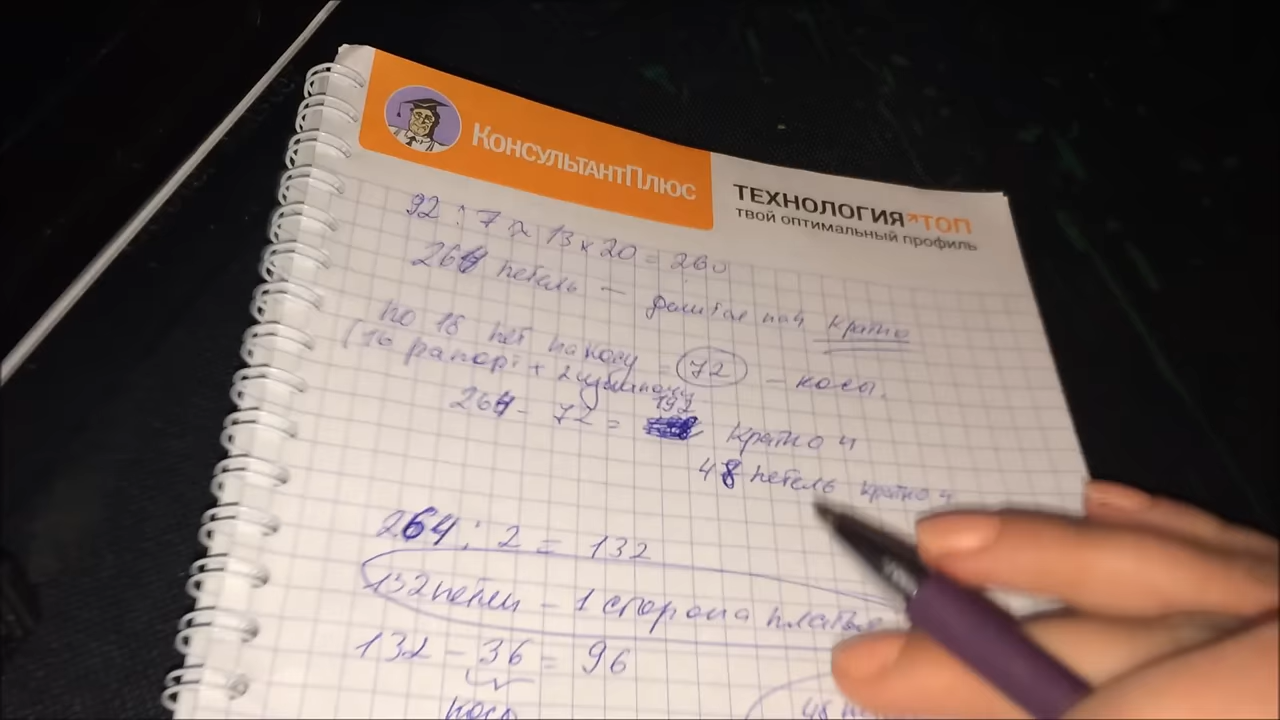 КонсультантПлюс
ТЕХНОЛОГИЯ ТОП
твой оптимальный профиль
92 : 7 ≈ 13 x 20 = 260
264 петель —
кратно
по 18 пет на косу = 72 — косы.
(16 рапорт + 2
264 - 72 = 192 кратно 4
48 петель кратно 4
264 : 2 = 132
132 петли - 1 сторона платья
132 - 36 = 96
коса
48